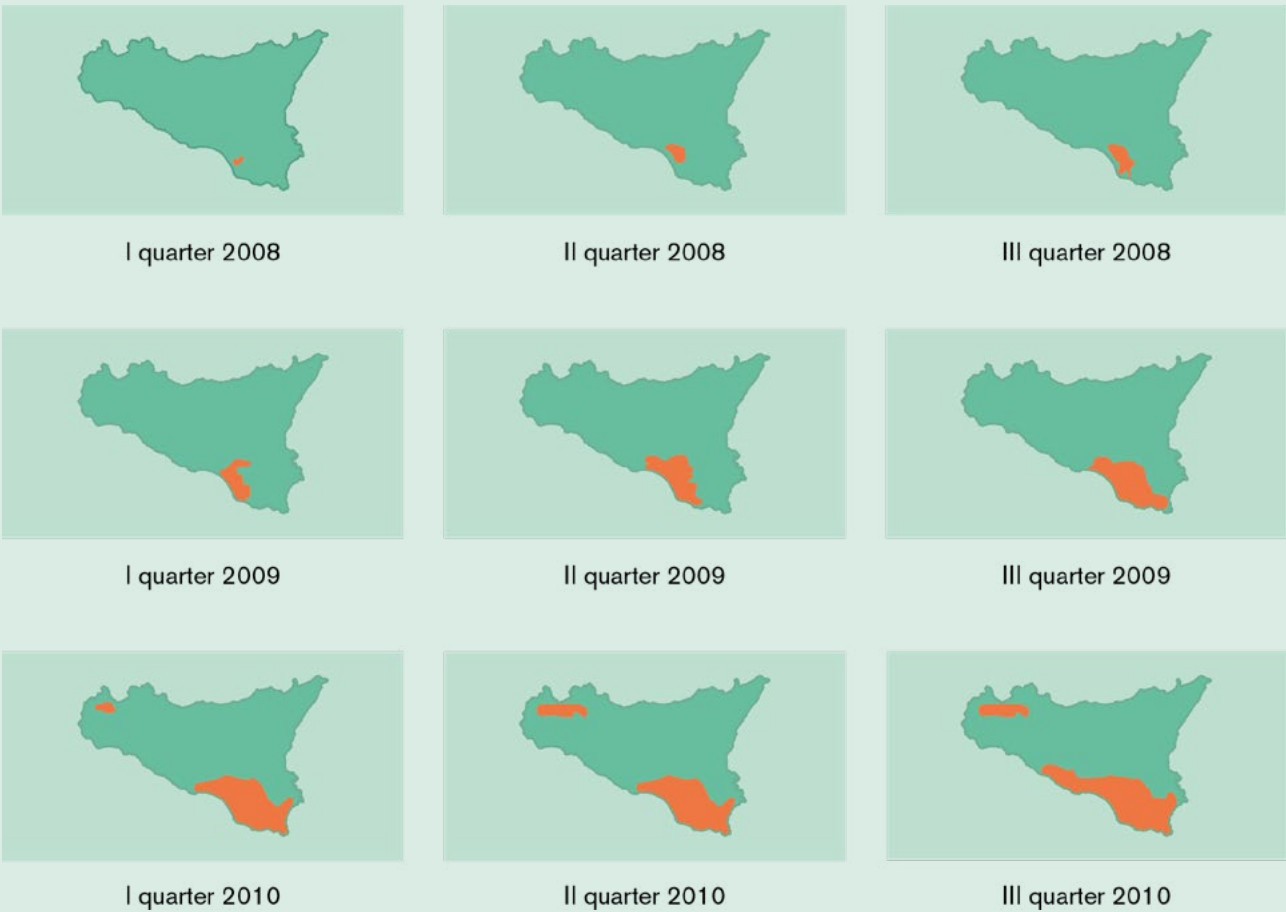 I quarter 2008
II quarter 2008
III quarter 2008
I quarter 2009
II quarter 2009
III quarter 2009
I quarter 2010
II quarter 2010
III quarter 2010